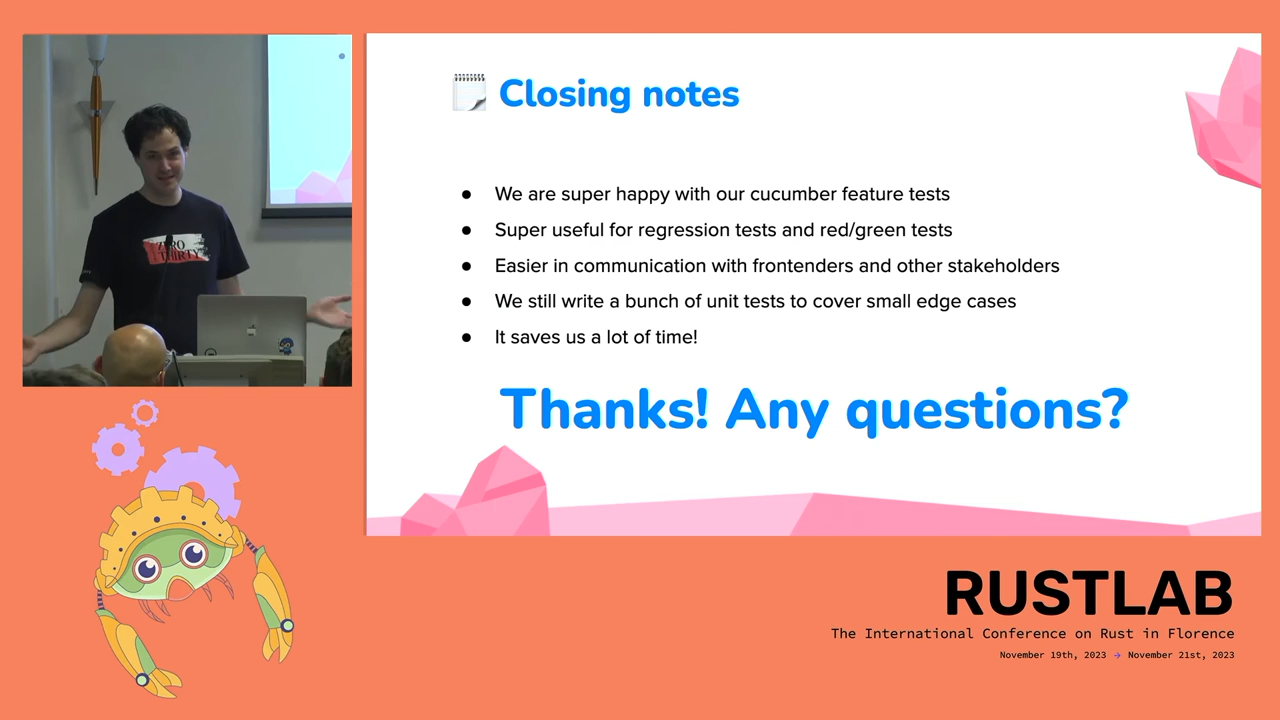 ZERO
THIRTY
Closing notes
We are super happy with our cucumber feature tests
Super useful for regression tests and red/green tests
Easier in communication with frontenders and other stakeholders
We still write a bunch of unit tests to cover small edge cases
It saves us a lot of time!
Thanks! Any questions?
RUSTLAB
The International Conference on Rust in Florence
November 19th, 2023 → November 21st, 2023